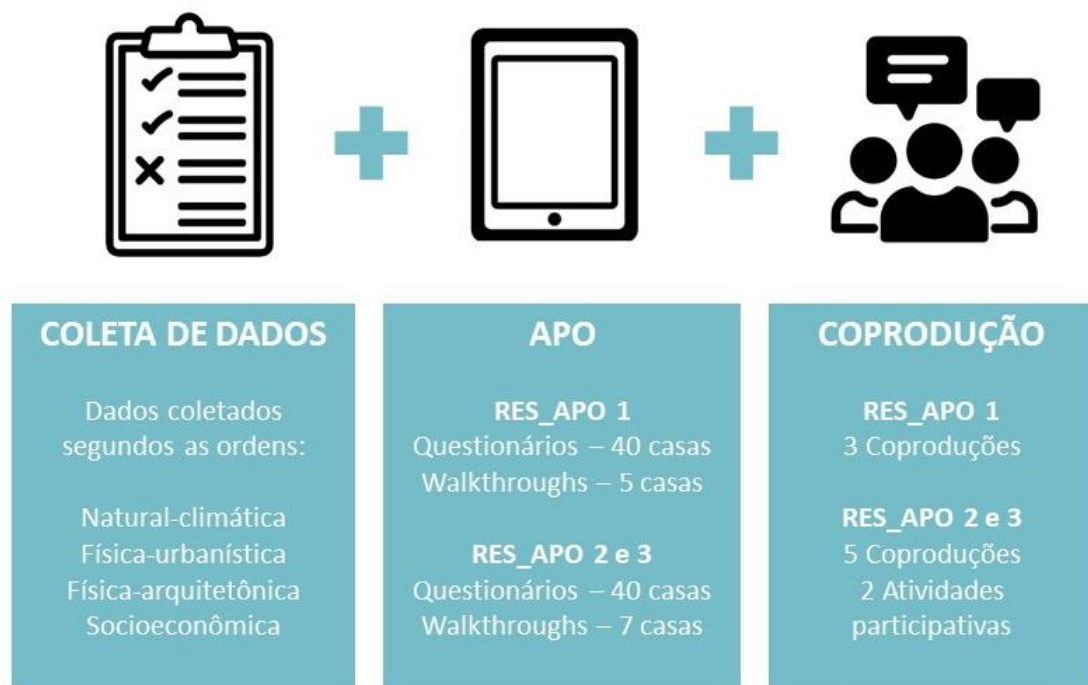 COLETA DE DADOS
Dados coletados
segundos as ordens:
Natural-climática
Física-urbanística
Física-arquitetônica
Socioeconômica
APO
RES_APO 1
Questionários – 40 casas
Walkthroughs – 5 casas
RES_APO 2 e 3
Questionários – 40 casas
Walkthroughs – 7 casas
COPRODUÇÃO
RES_APO 1
3 Coproduções
RES_APO 2 e 3
5 Coproduções
2 Atividades
participativas